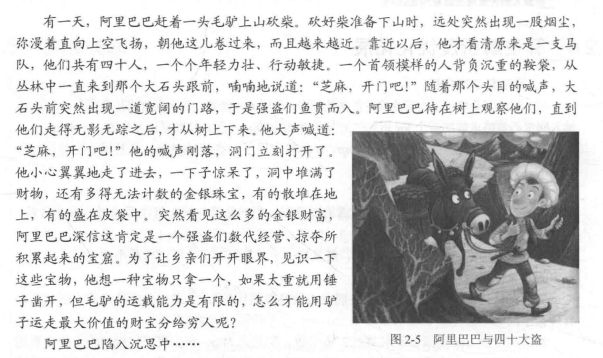 有一天，阿里巴巴赶着一头毛驴上山砍柴。砍好柴准备下山时，远处突然出现一股烟尘，
弥漫着直向上空飞扬，朝他这儿卷过来，而且越来越近。靠近以后，他才看清原来是一支马
队，他们共有四十人，一个个年轻力壮、行动敏捷。一个首领模样的人背负沉重的鞍袋，从
丛林中一直来到那个大石头跟前，喃喃地说道：“芝麻，开门吧！”随着那个头目的喊声，大
石头前突然出现一道宽阔的门路，于是强盗们鱼贯而入。阿里巴巴待在树上观察他们，直到
他们走得无影无踪之后，才从树上下来。他大声喊道：
“芝麻，开门吧！”他的喊声刚落，洞门立刻打开了。
他小心翼翼地走了进去，一下子惊呆了，洞中堆满了
财物，还有多得无法计数的金银珠宝，有的散堆在地
上，有的盛在皮袋中。突然看见这么多的金银财富，
阿里巴巴深信这肯定是一个强盗们数代经营、掠夺所
积累起来的宝窟。为了让乡亲们开开眼界，见识一下
这些宝物，他想一种宝物只拿一个，如果太重就用锤
子凿开，但毛驴的运载能力是有限的，怎么才能用驴
子运走最大价值的财宝分给穷人呢？
阿里巴巴陷入沉思中……
图 2-5 阿里巴巴与四十大盗